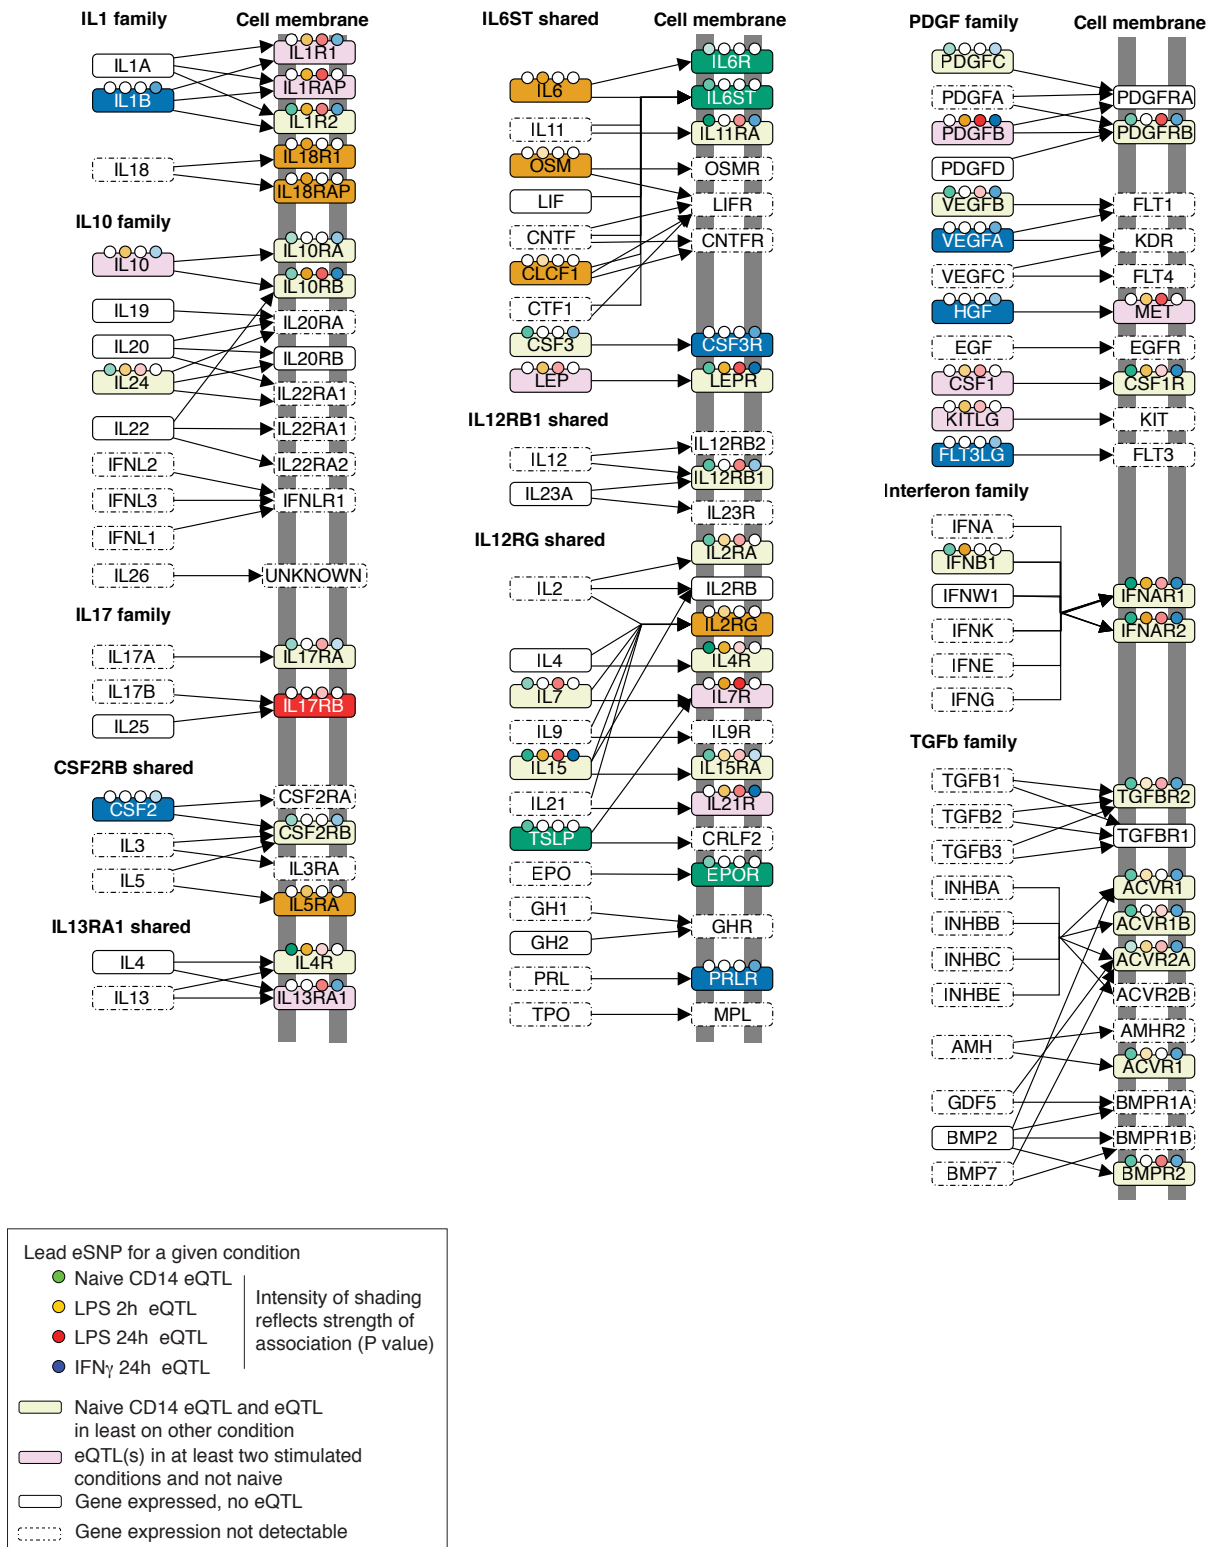 IL1 family
Cell membrane
IL1A
IL1B
IL1R1
IL1RAP
IL1R2
IL18
IL18R1
IL18RAP
IL10 family
IL10
IL19
IL20
IL24
IL22
IFNL2
IFNL3
IFNL1
IL26
IL10RA
IL10RB
IL20RA
IL20RB
IL22RA1
IL22RA1
IL22RA2
IFNLR1
UNKNOWN
IL17 family
IL17A
IL17B
IL25
IL17RA
IL17RB
CSF2RB shared
CSF2
IL3
IL5
CSF2RA
CSF2RB
IL3RA
IL5RA
IL13RA1 shared
IL4
IL13
IL4R
IL13RA1
IL6ST shared
Cell membrane
IL6
IL11
OSM
LIF
CNTF
CLCF1
CTF1
CSF3
LEP
IL6R
IL6ST
IL11RA
OSMR
LIFR
CNTFR
CSF3R
LEPR
IL12RB1 shared
IL12
IL23A
IL12RB2
IL12RB1
IL23R
IL12RG shared
IL2
IL4
IL7
IL9
IL15
IL21
TSLP
EPO
GH1
GH2
PRL
TPO
IL2RA
IL2RB
IL2RG
IL4R
IL7R
IL9R
IL15RA
IL21R
CRLF2
EPOR
GHR
PRLR
MPL
PDGF family
Cell membrane
PDGFC
PDGFA
PDGFB
PDGFD
VEGFB
VEGFA
VEGFC
HGF
EGF
CSF1
KITLG
FLT3LG
PDGFRA
PDGFRB
FLT1
KDR
FLT4
MET
EGFR
CSF1R
KIT
FLT3
Interferon family
IFNA
IFNB1
IFNW1
IFNK
IFNE
IFNG
IFNAR1
IFNAR2
TGFb family
TGFB1
TGFB2
TGFB3
INHBA
INHBB
INHBC
INHBE
AMH
GDF5
BMP2
BMP7
TGFBR2
TGFBR1
ACVR1
ACVR1B
ACVR2A
ACVR2B
AMHR2
ACVR1
BMPR1A
BMPR1B
BMPR2
Lead eSNP for a given condition
Naive CD14 eQTL
LPS 2h eQTL
LPS 24h eQTL
IFNγ 24h eQTL
Intensity of shading
reflects strength of
association (P value)
Naive CD14 eQTL and eQTL
in least on other condition
eQTL(s) in at least two stimulated
conditions and not naive
Gene expressed, no eQTL
Gene expression not detectable